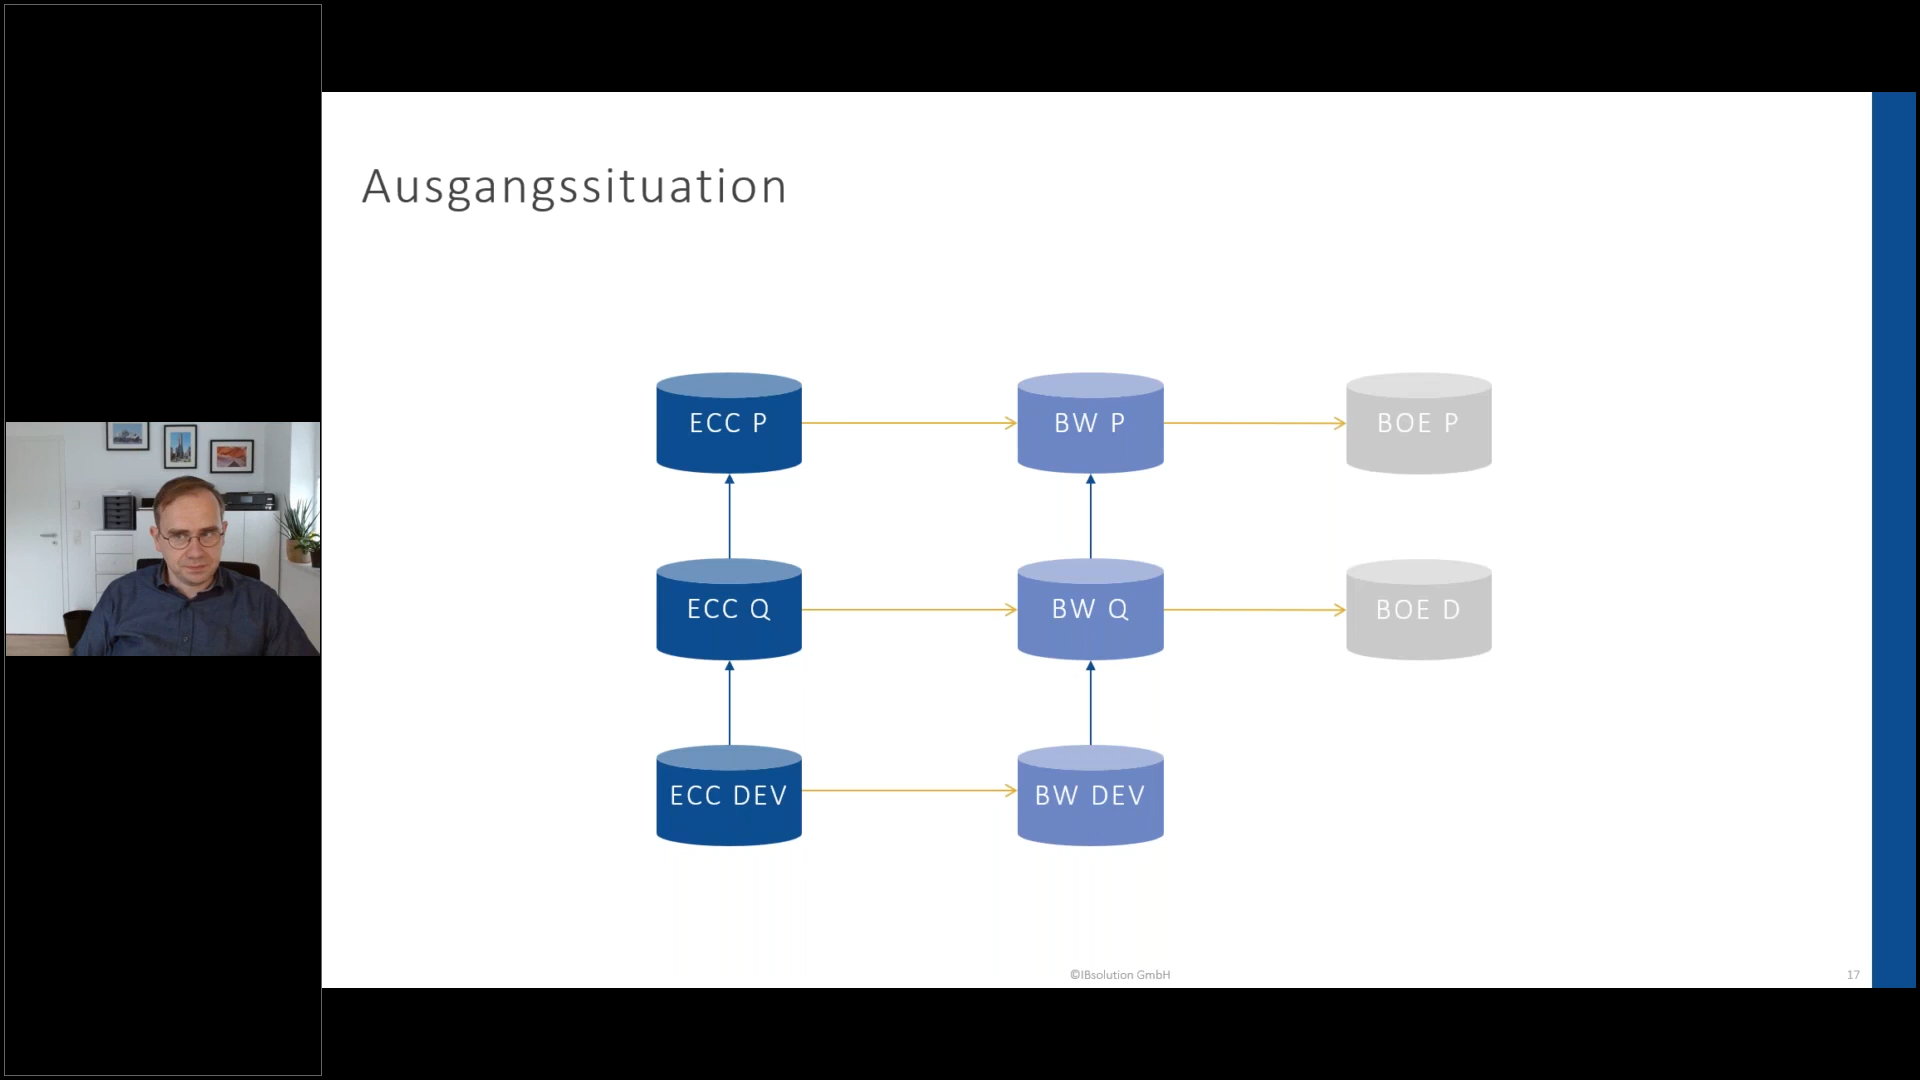 Ausgangssituation
ECC P
BW P
BOE P
ECC Q
BW Q
BOE D
ECC DEV
BW DEV
©IBsolution GmbH
17